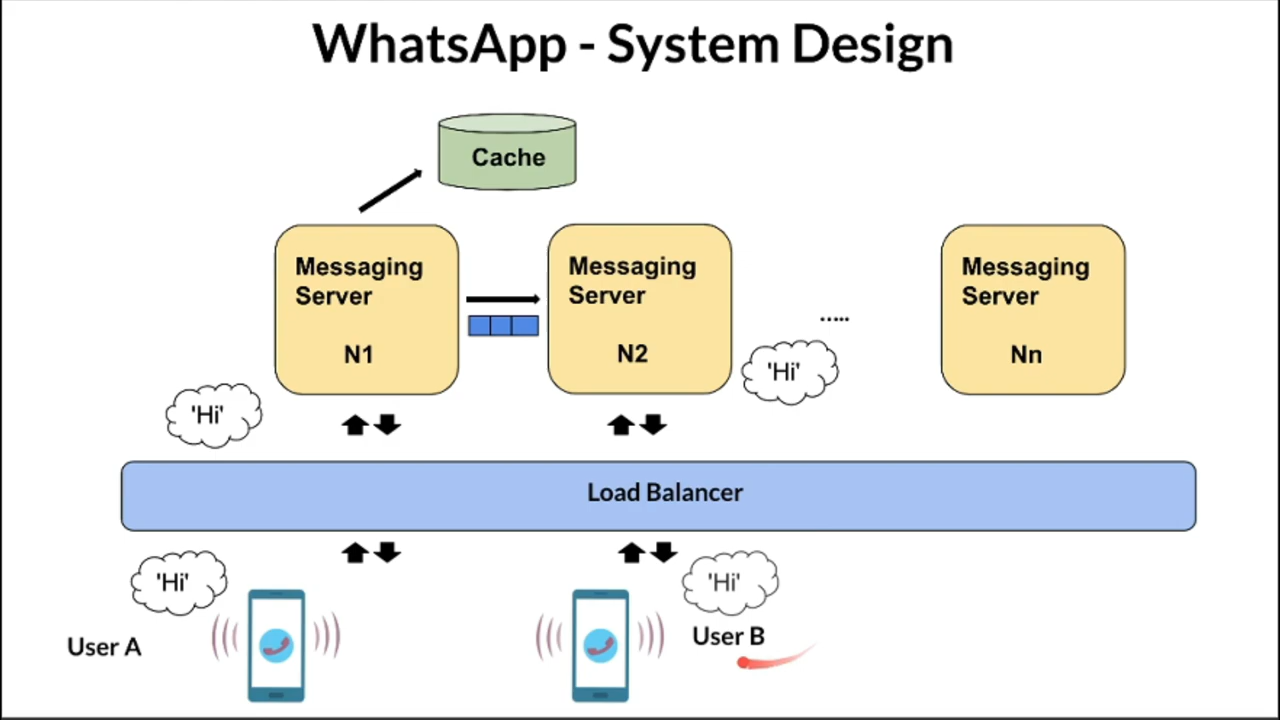 WhatsApp - System Design
Cache
Messaging
Server
N1
Messaging
Server
N2
.....
Messaging
Server
Nn
'Hi'
'Hi'
Load Balancer
'Hi'
'Hi'
User A
User B